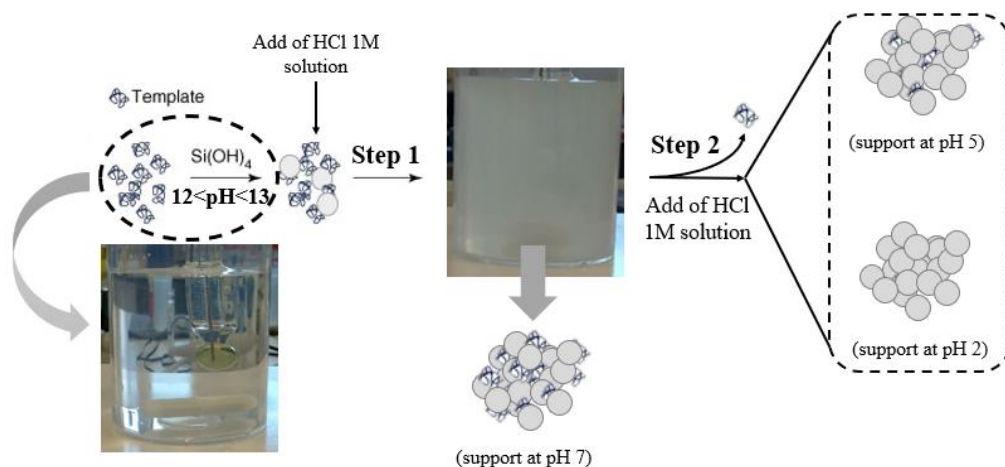 Add of HCl 1M
solution
Template
Si(OH)4
12<pH<13
Step 1
Step 2
Add of HCl
1M solution
(support at pH 5)
(support at pH 2)
(support at pH 7)